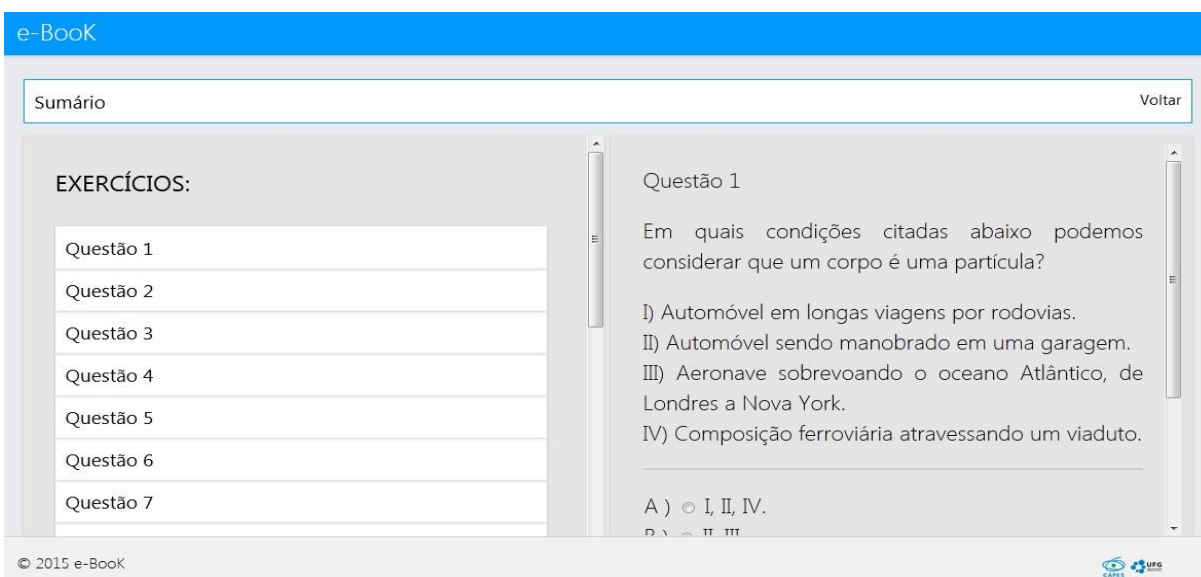 e-BooK
Sumário
Voltar
EXERCÍCIOS:
Questão 1
Questão 2
Questão 3
Questão 4
Questão 5
Questão 6
Questão 7
Questão 1
Em quais condições citadas abaixo podemos
considerar que um corpo é uma partícula?
I) Automóvel em longas viagens por rodovias.
II) Automóvel sendo manobrado em uma garagem.
III) Aeronave sobrevoando o oceano Atlântico, de
Londres a Nova York.
IV) Composição ferroviária atravessando um viaduto.
A ) I, II, IV.
© 2015 e-BooK
CAPES
UFG